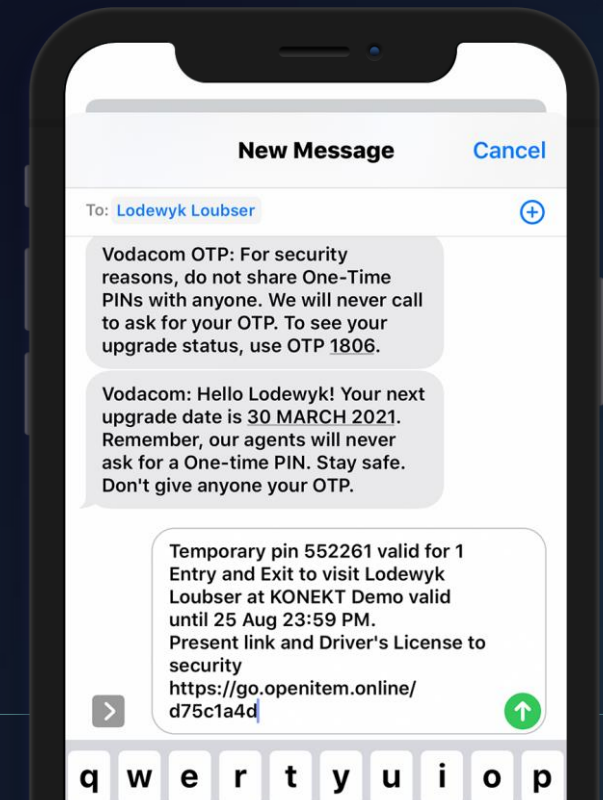 New Message
Cancel
To: Lodewyk Loubser
Vodacom OTP: For security
reasons, do not share One-Time
PINs with anyone. We will never call
to ask for your OTP. To see your
upgrade status, use OTP 1806.
Vodacom: Hello Lodewyk! Your next
upgrade date is 30 MARCH 2021.
Remember, our agents will never
ask for a One-time PIN. Stay safe.
Don't give anyone your OTP.
Temporary pin 552261 valid for 1
Entry and Exit to visit Lodewyk
Loubser at KONEKT Demo valid
until 25 Aug 23:59 PM.
Present link and Driver's License to
security
https://go.openitem.online/
d75c1a4d
q w e r t y u i o p